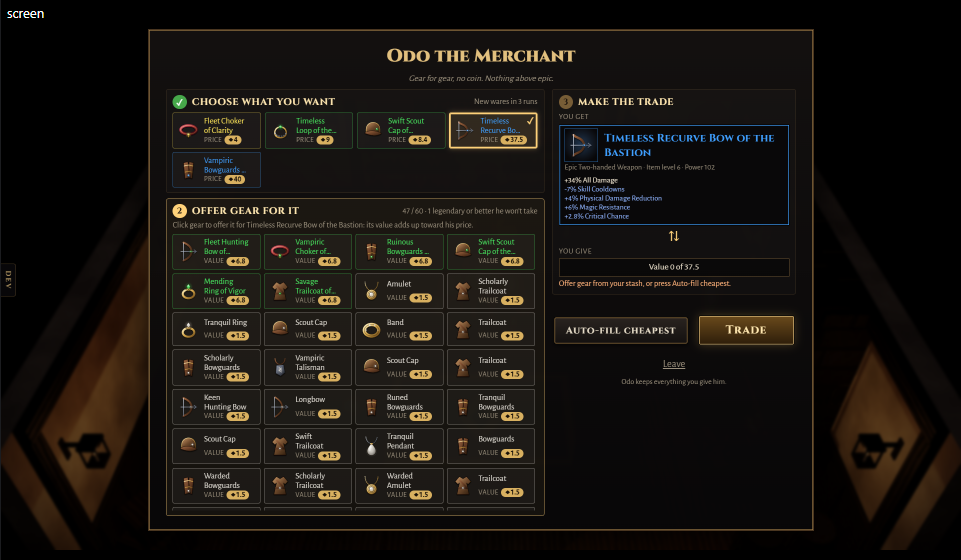 screen
ODO THE MERCHANT
Gear for gear, no coin. Nothing above epic.
CHOOSE WHAT YOU WANT
New wares in 3 runs
Fleet Choker of Clarity
PRICE 4
Timeless Loop of the...
PRICE 9
Swift Scout Cap of...
PRICE 8.4
Timeless Recurve Bo...
PRICE 37.5
Vampiric Bowguards ...
PRICE 40
2 OFFER GEAR FOR IT
47 / 60 · 1 legendary or better he won't take
Click gear to offer it for Timeless Recurve Bow of the Bastion: its value adds up toward his price.
Fleet Hunting Bow of...
VALUE 6.8
Vampiric Choker of...
VALUE 6.8
Ruinous Bowguards ...
VALUE 6.8
Swift Scout Cap of the...
VALUE 6.8
Mending Ring of Vigor
VALUE 6.8
Savage Trailcoat of...
VALUE 6.8
Amulet
VALUE 1.5
Scholarly Trailcoat
VALUE 1.5
Tranquil Ring
VALUE 1.5
Scout Cap
VALUE 1.5
Band
VALUE 1.5
Trailcoat
VALUE 1.5
Scholarly Bowguards
VALUE 1.5
Vampiric Talisman
VALUE 1.5
Scout Cap
VALUE 1.5
Trailcoat
VALUE 1.5
Keen Hunting Bow
VALUE 1.5
Longbow
VALUE 1.5
Runed Bowguards
VALUE 1.5
Tranquil Bowguards
VALUE 1.5
Scout Cap
VALUE 1.5
Swift Trailcoat
VALUE 1.5
Tranquil Pendant
VALUE 1.5
Bowguards
VALUE 1.5
Warded Bowguards
VALUE 1.5
Scholarly Trailcoat
VALUE 1.5
Warded Amulet
VALUE 1.5
Trailcoat
VALUE 1.5
3 MAKE THE TRADE
YOU GET
TIMELESS RECURVE BOW OF THE BASTION
Epic Two-handed Weapon · Item level 6 · Power 102
+34% All Damage
-7% Skill Cooldowns
+4% Physical Damage Reduction
+6% Magic Resistance
+2.8% Critical Chance
YOU GIVE
Value 0 of 37.5
Offer gear from your stash, or press Auto-fill cheapest.
AUTO-FILL CHEAPEST
TRADE
Leave
Odo keeps everything you give him.
DEV